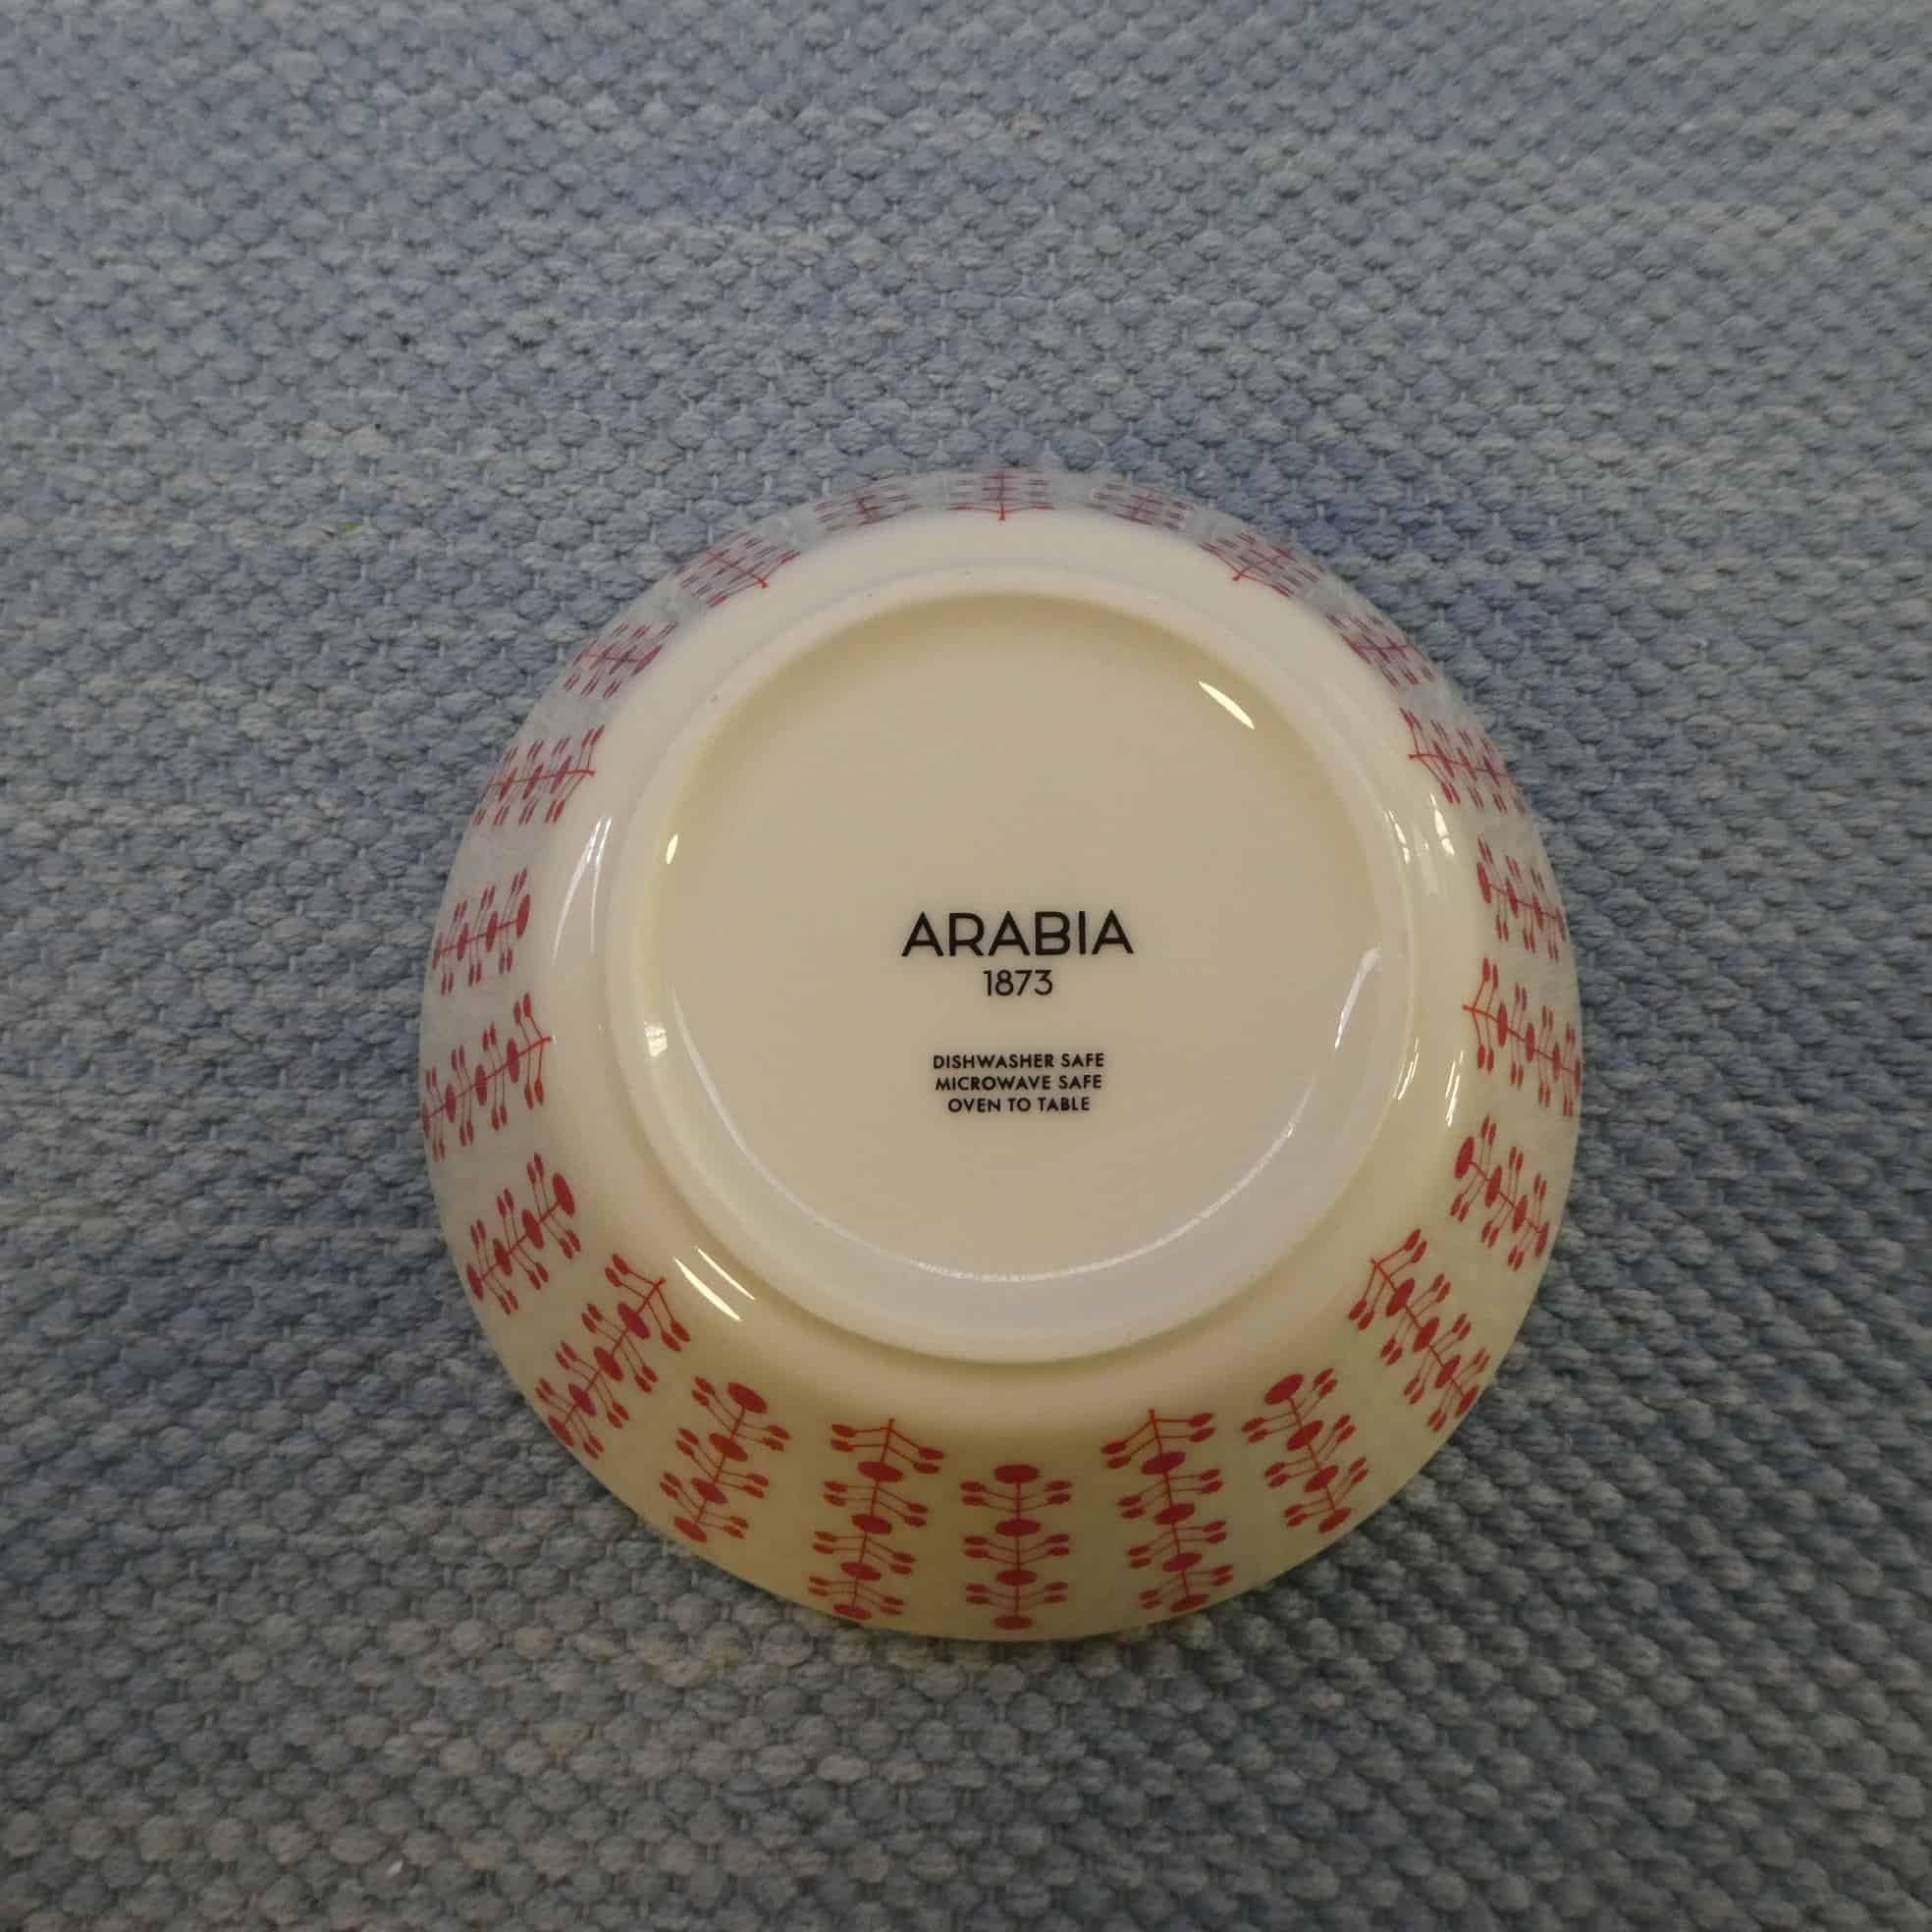 ARABIA
1873
DISHWASHER SAFE
MICROWAVE SAFE
OVEN TO TABLE